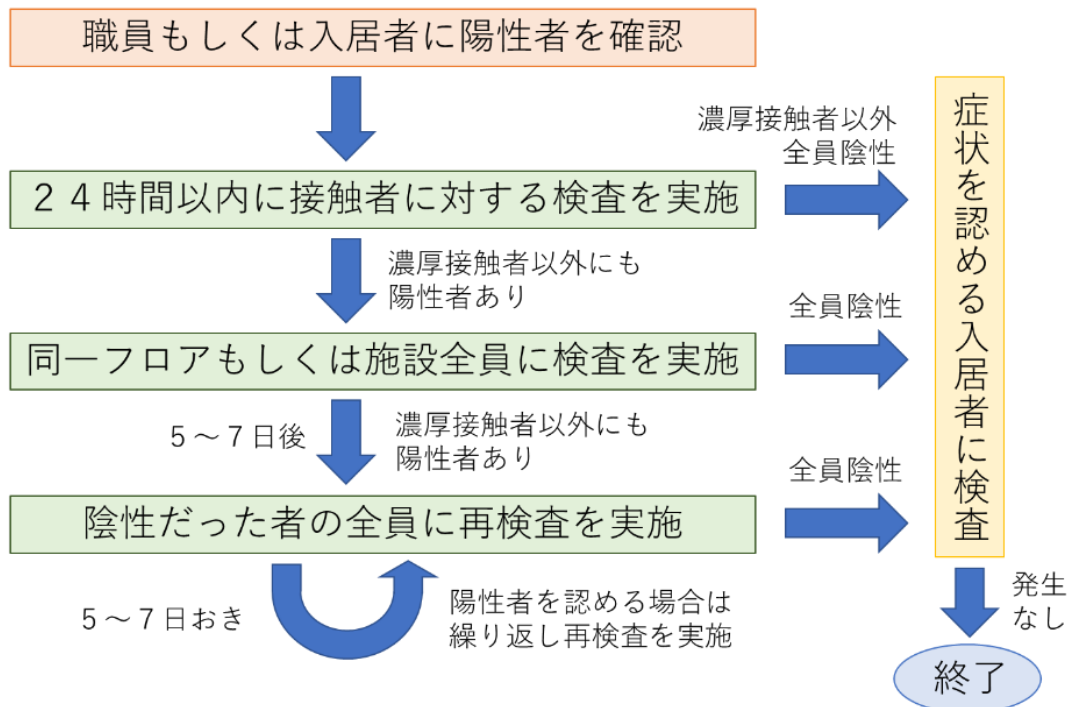 職員もしくは入居者に陽性者を確認
濃厚接触者以外
全員陰性
２４時間以内に接触者に対する検査を実施
濃厚接触者以外にも
陽性者あり
全員陰性
同一フロアもしくは施設全員に検査を実施
５～７日後
濃厚接触者以外にも
陽性者あり
全員陰性
陰性だった者の全員に再検査を実施
５～７日おき
陽性者を認める場合は
繰り返し再検査を実施
症状を認める入居者に検査
発生
なし
終了